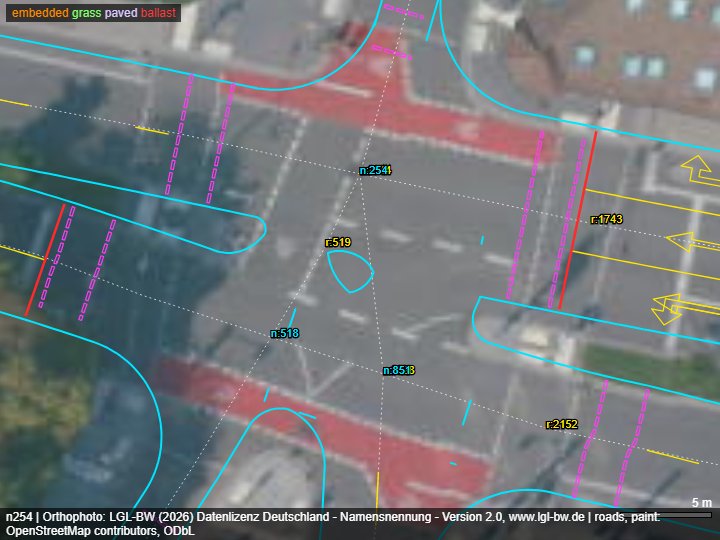 embedded grass paved ballast
n:254
r:1743
r:519
n:518
n:851
r:2152
5 m
n254 | Orthophoto: LGL-BW (2026) Datenlizenz Deutschland - Namensnennung - Version 2.0, www.lgl-bw.de | roads, paint:
OpenStreetMap contributors, ODbL